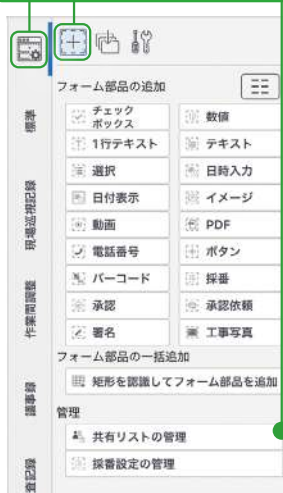 フォーム部品の追加
チェック
ボックス
数値
1行テキスト
テキスト
選択
日時入力
日付表示
イメージ
動画
PDF
電話番号
ボタン
バーコード
採番
承認
承認依頼
署名
工事写真
フォーム部品の一括追加
矩形を認識してフォーム部品を追加
管理
共有リストの管理
採番設定の管理
標準
現場巡視記録
作業間調整
議事録
査記録